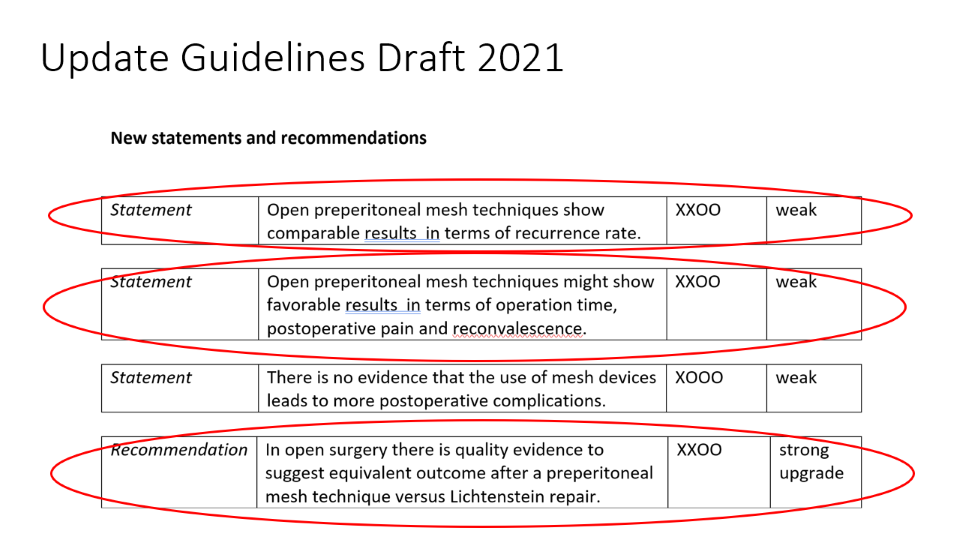 Update Guidelines Draft 2021
New statements and recommendations
Statement Open preperitoneal mesh techniques show XXOO weak
comparable results  in terms of recurrence rate.
Statement Open preperitoneal mesh techniques might show XXOO weak
favorable results  in terms of operation time,
postoperative pain and reconvalescence.
Statement There is no evidence that the use of mesh devices XOOO weak
leads to more postoperative complications.
Recommendation In open surgery there is quality evidence to XXOO strong
suggest equivalent outcome after a preperitoneal upgrade
mesh technique versus Lichtenstein repair.